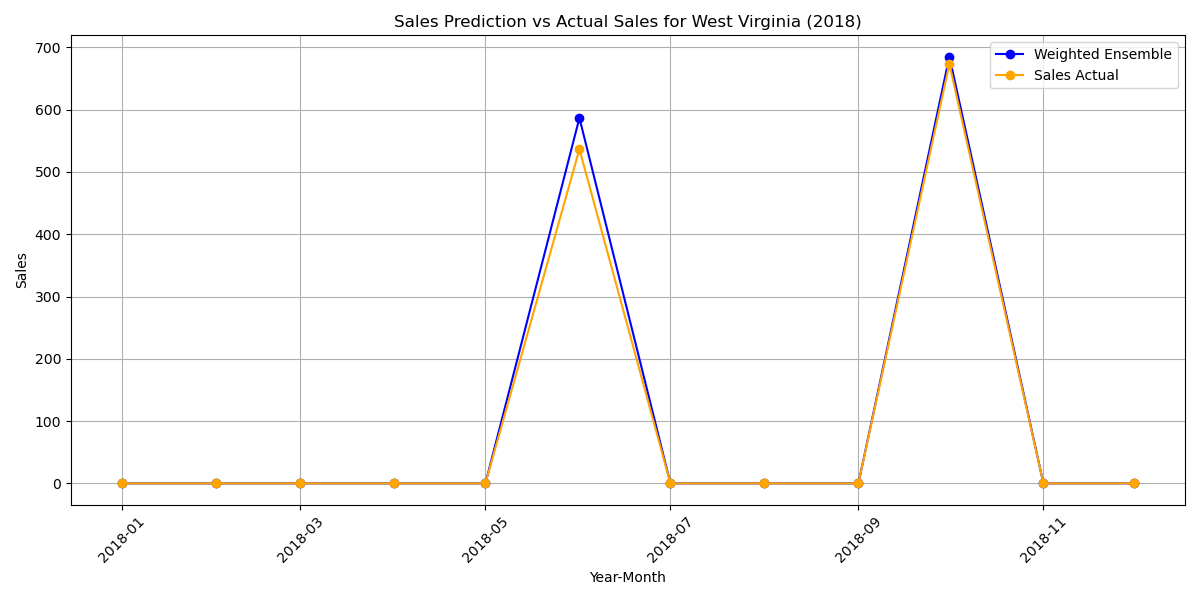 Sales Prediction vs Actual Sales for West Virginia (2018)
Weighted Ensemble
Sales Actual
Sales
700
600
500
400
300
200
100
0
2018-01
2018-03
2018-05
2018-07
2018-09
2018-11
Year-Month